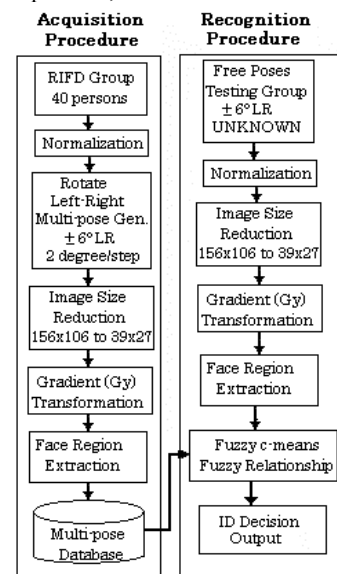 Acquisition
Procedure
RIFD Group
40 persons
Normalization
Rotate
Left-Right
Multi-pose Gen.
±6°LR
2 degree/step
Image Size
Reduction
156x106 to 39x27
Gradient (Gy)
Transformation
Face Region
Extraction
Multi-pose
Database
Recognition
Procedure
Free Poses
Testing Group
±6°LR
UNKNOWN
Normalization
Image Size
Reduction
156x106 to 39x27
Gradient (Gy)
Transformation
Face Region
Extraction
Fuzzy c-means
Fuzzy Relationship
ID Decision
Output